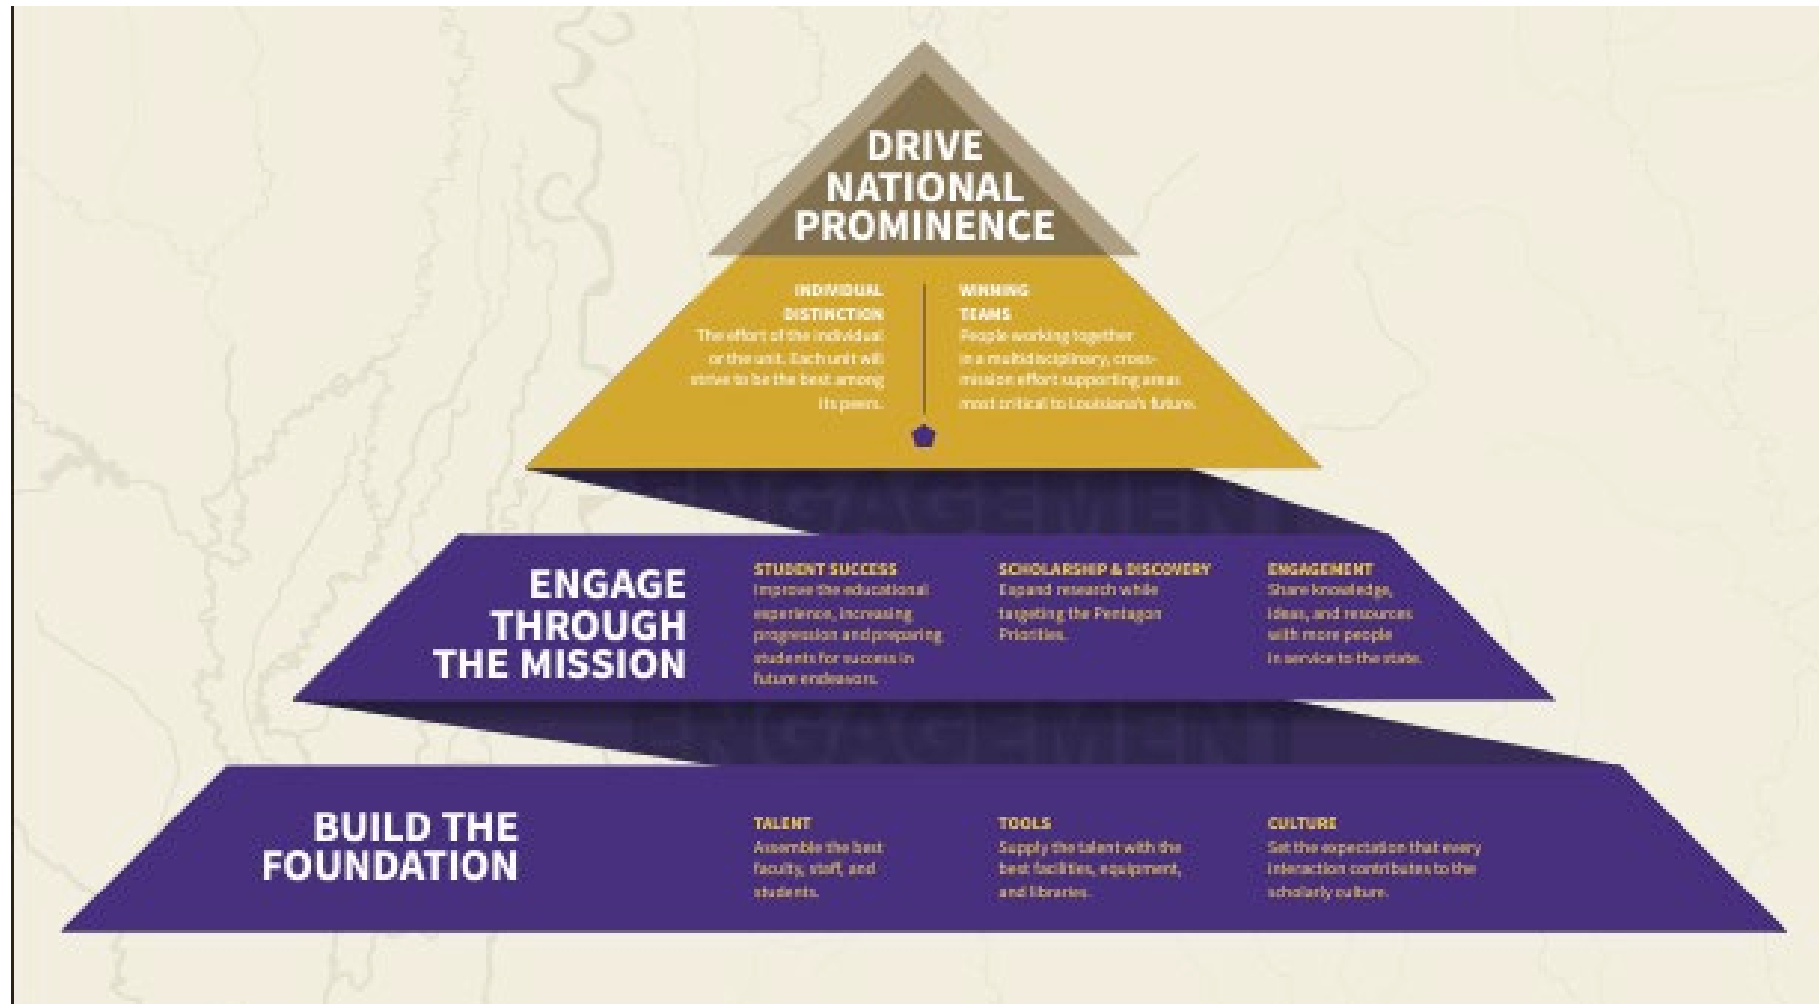 DRIVE
NATIONAL
PROMINENCE
INDIVIDUAL
DISTINCTION
The effort of the individual
or the unit. Each unit will
strive to be the best among
its peers.
WINNING
TEAMS
People working together
in a multidisciplinary, cross-
mission effort supporting areas
most critical to Louisiana's future.
ENGAGEMENT
ENGAGE
THROUGH
THE MISSION
STUDENT SUCCESS
Improve the educational
experience, increasing
progression and preparing
students for success in
future endeavors.
SCHOLARSHIP & DISCOVERY
Expand research while
targeting the Pentagon
Priorities.
ENGAGEMENT
Share knowledge,
ideas, and resources
with more people
in service to the state.
ENGAGEMENT
BUILD THE
FOUNDATION
TALENT
Assemble the best
faculty, staff, and
students.
TOOLS
Supply the talent with the
best facilities, equipment,
and libraries.
CULTURE
Set the expectation that every
interaction contributes to the
scholarly culture.